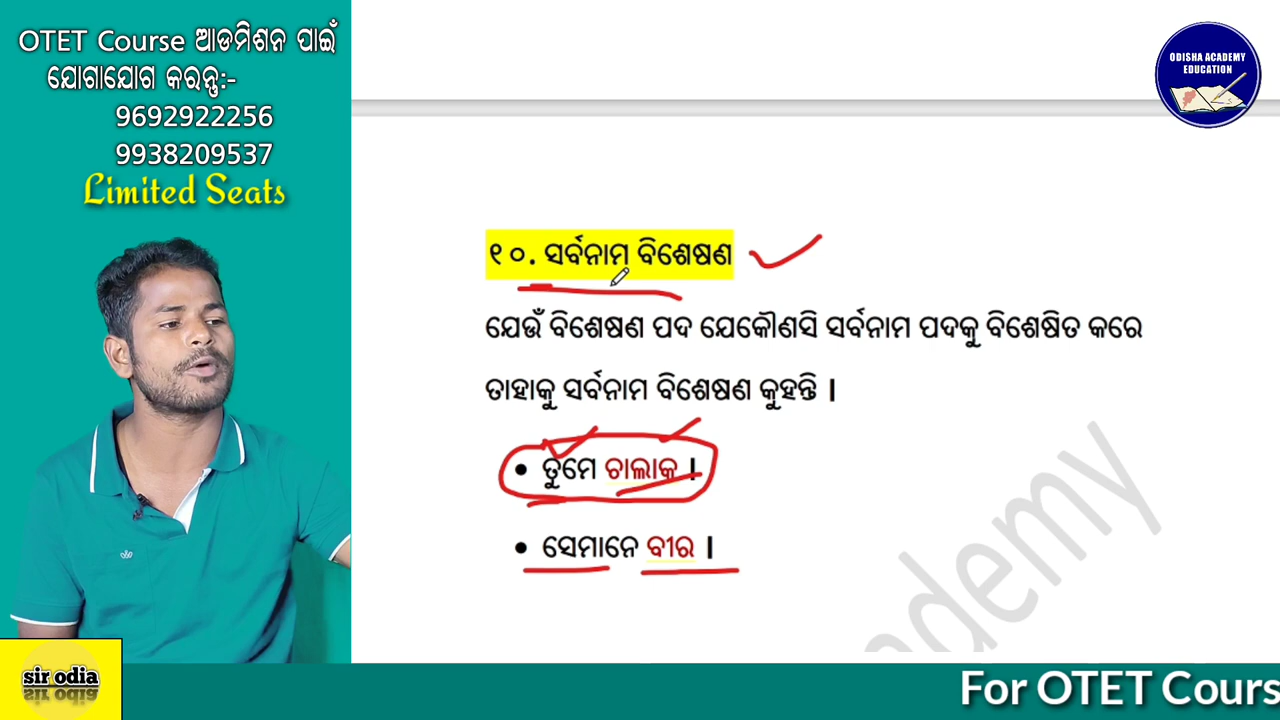 OTET Course ଆଡମିଶନ ପାଇଁ
ଯୋଗାଯୋଗ କରନ୍ତୁ:-
9692922256
9938209537
Limited Seats
ODISHA ACADEMY
EDUCATION
୧୦. ସର୍ବନାମ ବିଶେଷଣ
ଯେଉଁ ବିଶେଷଣ ପଦ ଯେକୌଣସି ସର୍ବନାମ ପଦକୁ ବିଶେଷିତ କରେ
ତାହାକୁ ସର୍ବନାମ ବିଶେଷଣ କୁହନ୍ତି ।
• ତୁମେ ଚାଲାକ ।
• ସେମାନେ ବୀର ।
ademy
sir odia
For OTET Cours